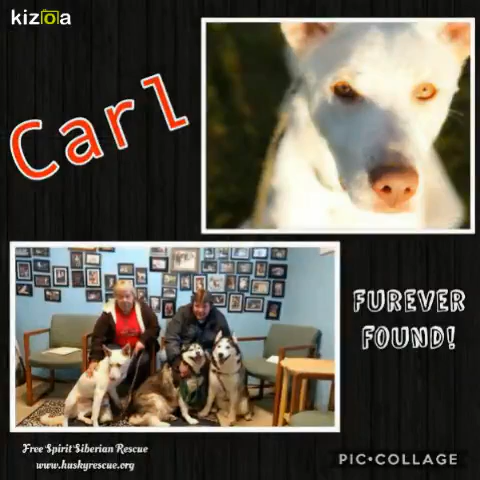 kizoa
Carl
FUREVER
FOUND!
Free Spirit Siberian Rescue
www.huskyrescue.org
PIC•COLLAGE